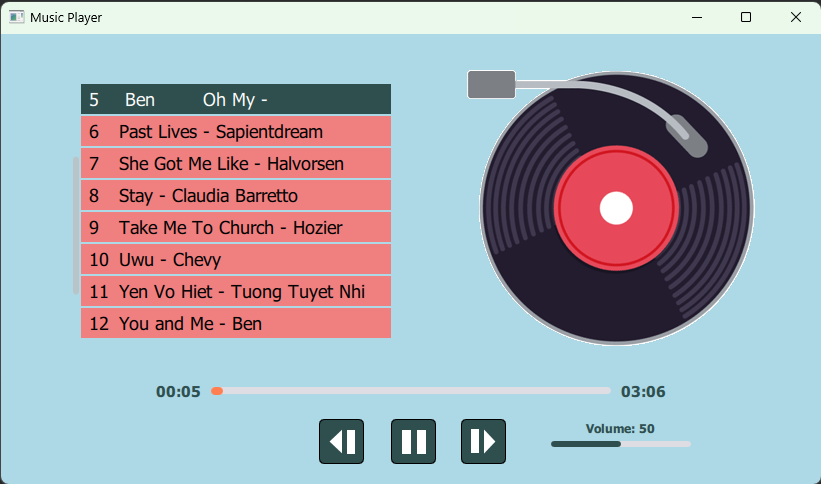 Music Player
5 Ben Oh My -
6 Past Lives - Sapientdream
7 She Got Me Like - Halvorsen
8 Stay - Claudia Barretto
9 Take Me To Church - Hozier
10 Uwu - Chevy
11 Yen Vo Hiet - Tuong Tuyet Nhi
12 You and Me - Ben
00:05 03:06
Volume: 50